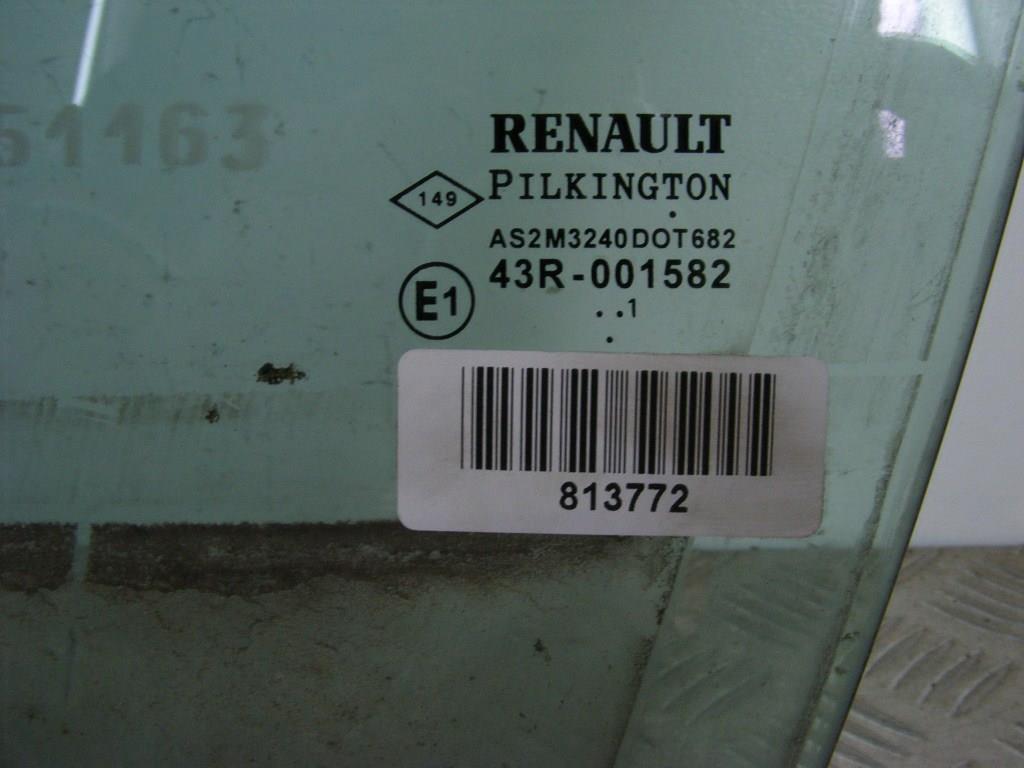 RENAULT
PILKINGTON
149
AS2M3240DOT682
43R-001582
E1
. ..1
.
51163
813772